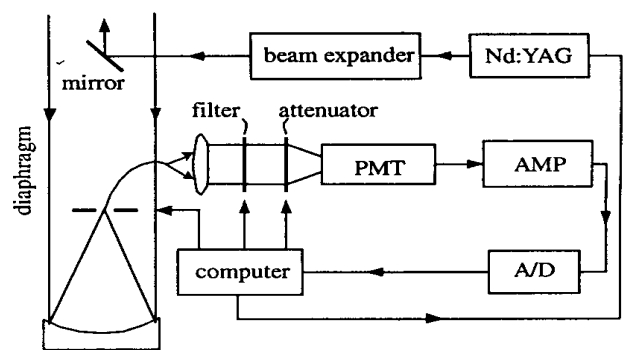 beam expander
Nd:YAG
mirror
filter
attenuator
diaphragm
PMT
AMP
computer
A/D